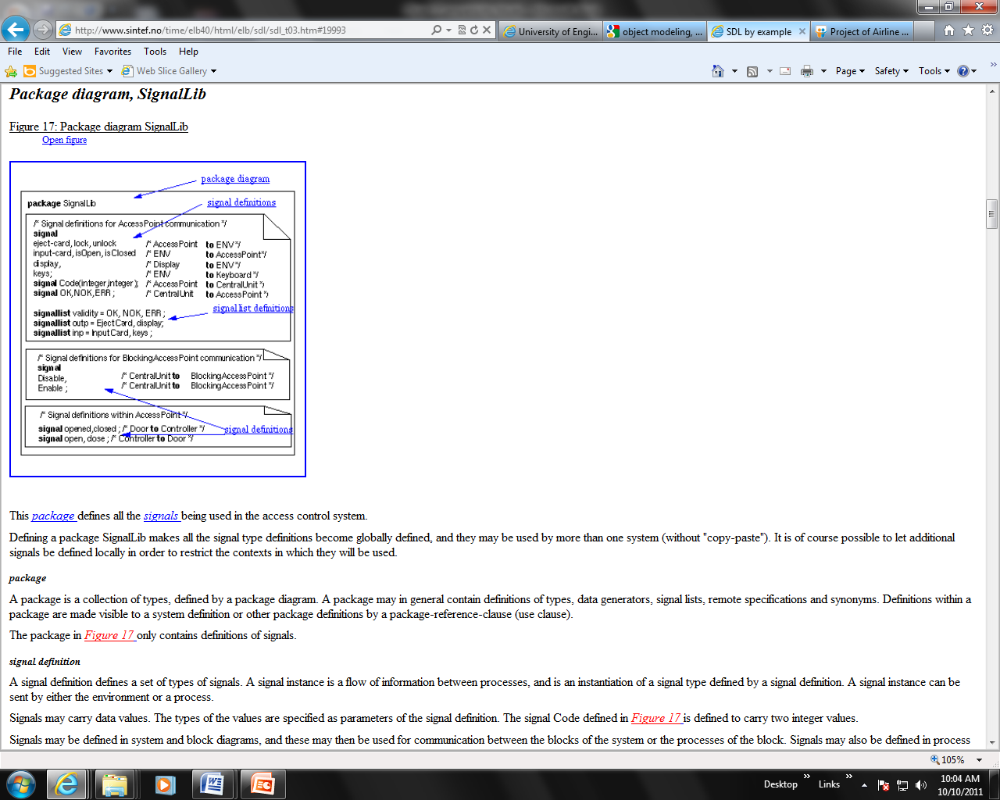 http://www.sintef.no/time/elb40/html/elb/sdl/sdl_t03.htm#19993
University of Engi...
object modeling, ...
SDL by example
Project of Airline ...
File Edit View Favorites Tools Help
Suggested Sites Web Slice Gallery
Page Safety Tools
Package diagram, SignalLib
Figure 17: Package diagram SignalLib
Open figure
package diagram
package SignalLib
signal definitions
/* Signal definitions for AccessPoint communication */
signal
eject-card, lock, unlock /* AccessPoint to ENV */
input-card, isOpen, isClosed /* ENV to AccessPoint*/
display, /* Display to ENV */
keys; /* ENV to Keyboard */
signal Code(integer,integer); /* AccessPoint to CentralUnit */
signal OK,NOK,ERR ; /* CentralUnit to AccessPoint */
signallist definitions
signallist validity = OK, NOK, ERR ;
signallist outp = EjectCard, display;
signallist inp = InputCard, keys ;
/* Signal definitions for BlockingAccessPoint communication */
signal
Disable, /* CentralUnit to BlockingAccessPoint */
Enable ; /* CentralUnit to BlockingAccessPoint */
/* Signal definitions within AccessPoint */
signal opened,closed ; /* Door to Controller */
signal definitions
signal open, close ; /* Controller to Door */
This package defines all the signals being used in the access control system.
Defining a package SignalLib makes all the signal type definitions become globally defined, and they may be used by more than one system (without "copy-paste"). It is of course possible to let additional
signals be defined locally in order to restrict the contexts in which they will be used.
package
A package is a collection of types, defined by a package diagram. A package may in general contain definitions of types, data generators, signal lists, remote specifications and synonyms. Definitions within a
package are made visible to a system definition or other package definitions by a package-reference-clause (use clause).
The package in Figure 17 only contains definitions of signals.
signal definition
A signal definition defines a set of types of signals. A signal instance is a flow of information between processes, and is an instantiation of a signal type defined by a signal definition. A signal instance can be
sent by either the environment or a process.
Signals may carry data values. The types of the values are specified as parameters of the signal definition. The signal Code defined in Figure 17 is defined to carry two integer values.
Signals may be defined in system and block diagrams, and these may then be used for communication between the blocks of the system or the processes of the block. Signals may also be defined in process
105%
Desktop » Links » 10:04 AM
10/10/2011